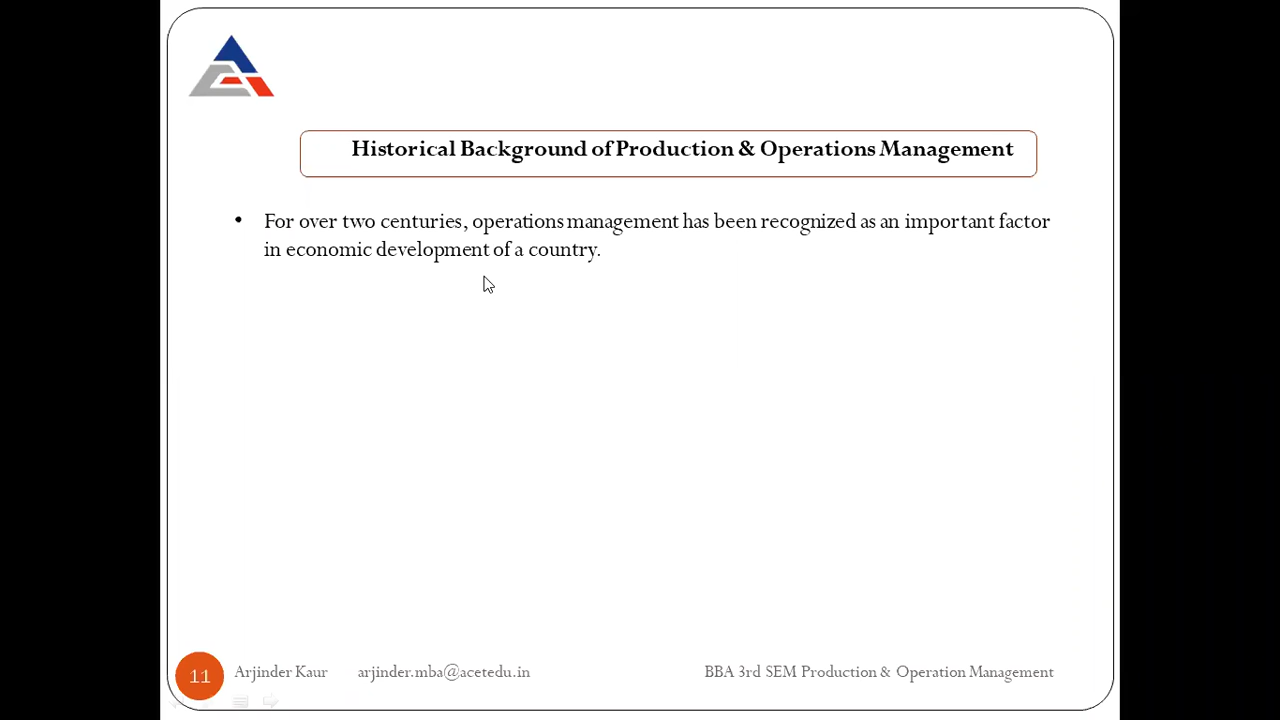 Historical Background of Production & Operations Management
• For over two centuries, operations management has been recognized as an important factor
in economic development of a country.
11 Arjinder Kaur arjinder.mba@acetedu.in BBA 3rd SEM Production & Operation Management